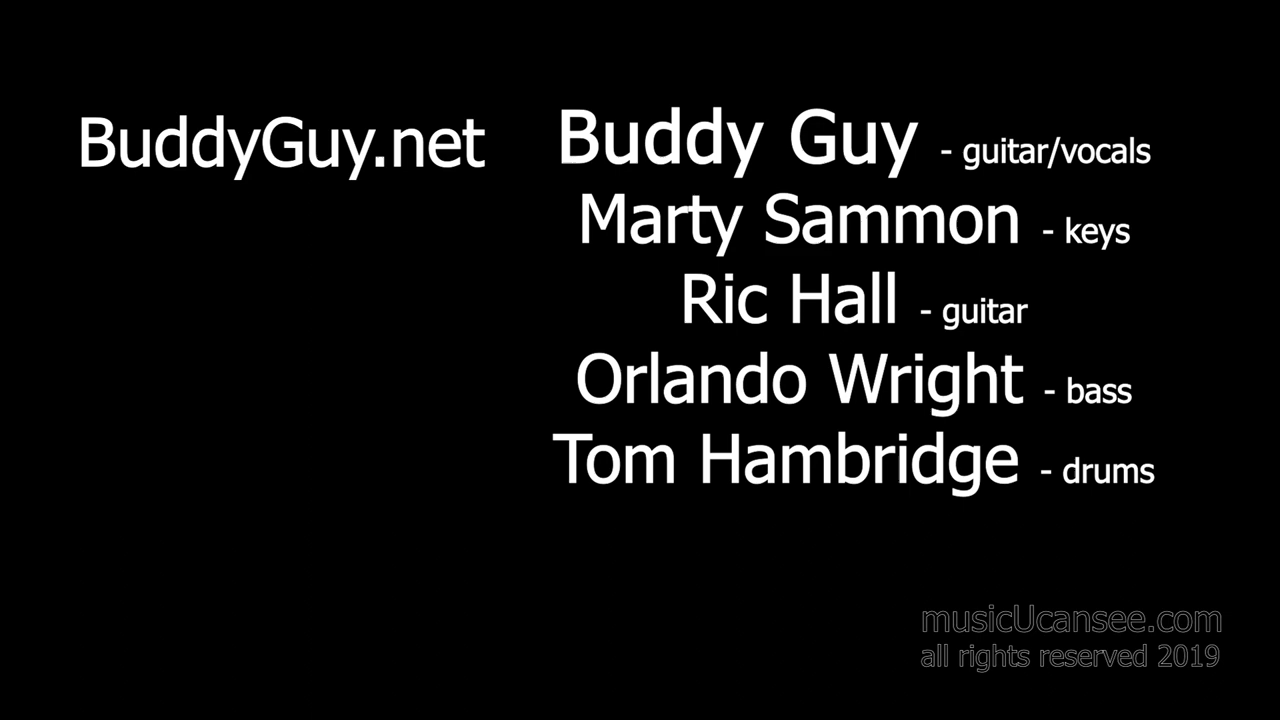 BuddyGuy.net
Buddy Guy - guitar/vocals
Marty Sammon - keys
Ric Hall - guitar
Orlando Wright - bass
Tom Hambridge - drums
musicUcansee.com
all rights reserved 2019